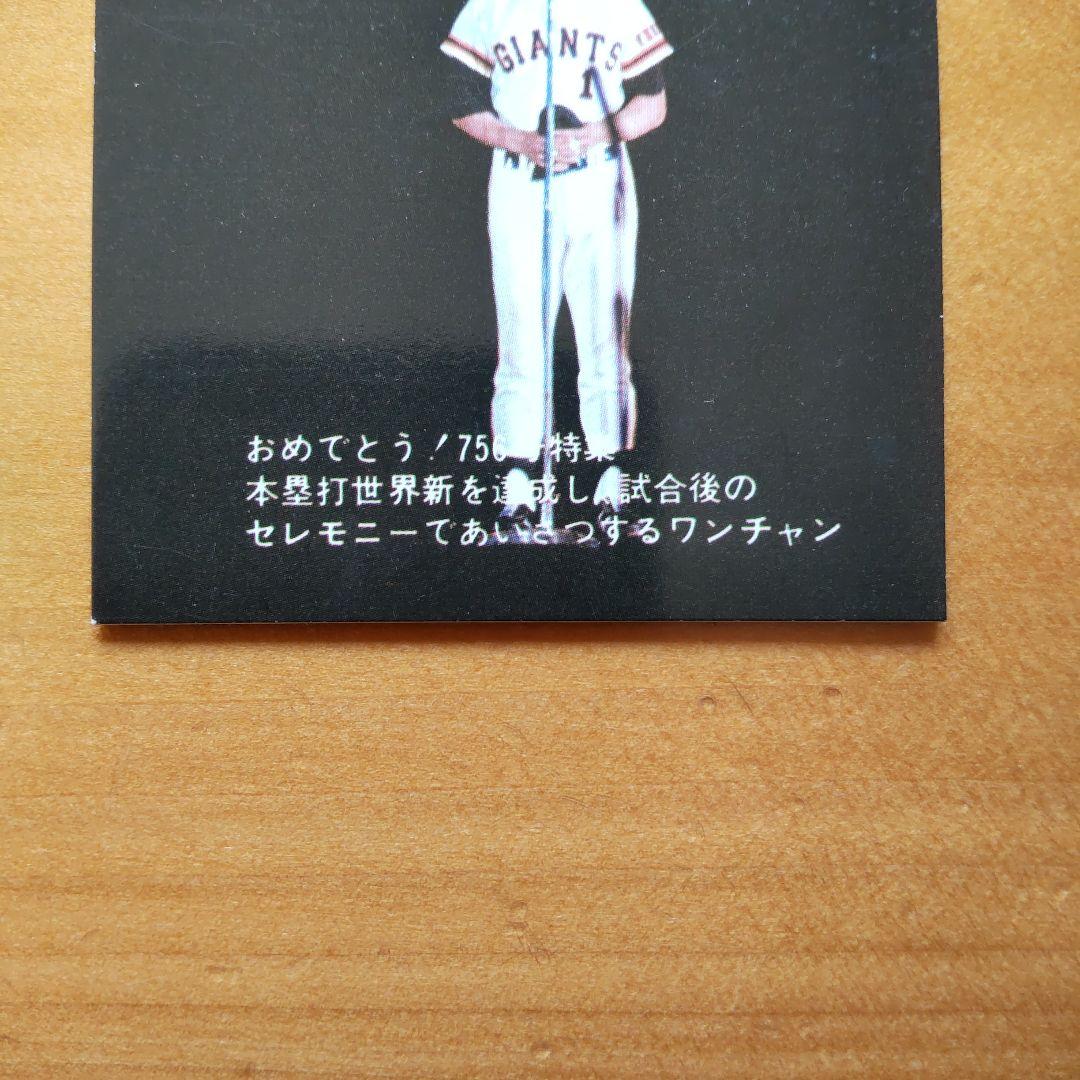 GIANTS
1
おめでとう!756号特集
本塁打世界新を達成し、試合後の
セレモニーであいさつするワンチャン